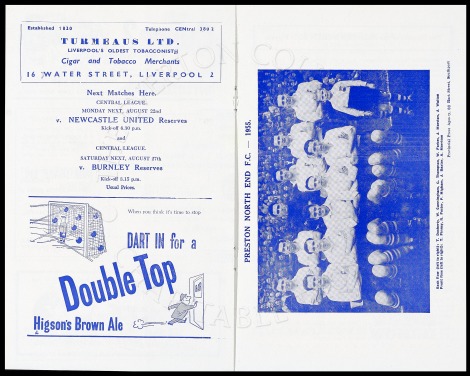 Established 1820 Telephone CENtral 3802
TURMEAUS LTD.
LIVERPOOL'S OLDEST TOBACCONISTS
Cigar and Tobacco Merchants
16 WATER STREET, LIVERPOOL 2
Next Matches Here.
CENTRAL LEAGUE.
MONDAY NEXT, AUGUST 22nd
v. NEWCASTLE UNITED Reserves
Kick-off 6.30 p.m.
and
CENTRAL LEAGUE.
SATURDAY NEXT, AUGUST 27th
v. BURNLEY Reserves
Kick-off 3.15 p.m.
Usual Prices.
When you think it's time to stop
DART IN for a
Double Top
Higson's Brown Ale
PRESTON NORTH END F.C. — 1955.